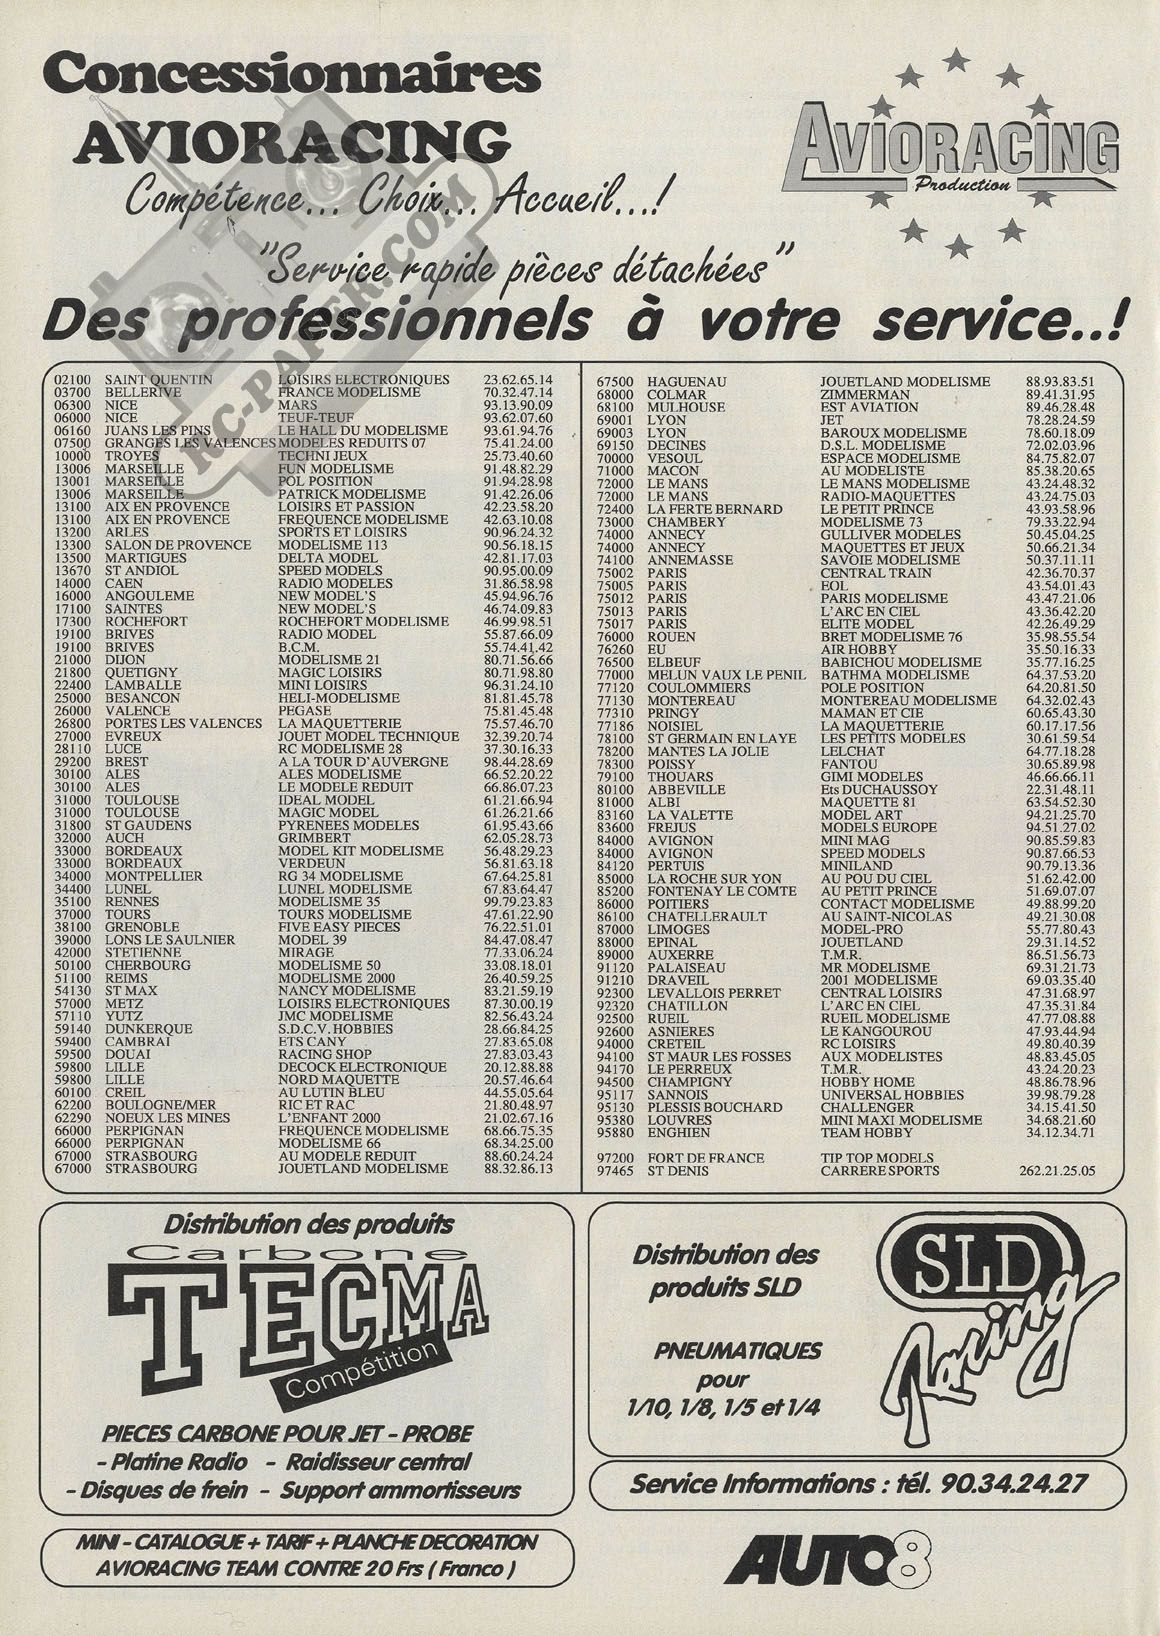 Concessionnaires
AVIORACING
Compétence... Choix... Accueil...!
"Service rapide pièces détachées"
AVIORACING
Production
Des professionnels à votre service..!
RC-PAPER.COM
02100 SAINT QUENTIN LOISIRS ELECTRONIQUES 23.62.65.14
03700 BELLERIVE FRANCE MODELISME 70.32.47.14
06300 NICE MARS 93.13.90.09
06000 NICE TEUF-TEUF 93.62.07.60
06160 JUANS LES PINS LE HALL DU MODELISME 93.61.94.76
07500 GRANGES LES VALENCES MODELES REDUITS 07 75.41.24.00
10000 TROYES TECHNI JEUX 25.73.40.60
13006 MARSEILLE FUN MODELISME 91.48.82.29
13001 MARSEILLE POL POSITION 91.94.28.98
13006 MARSEILLE PATRICK MODELISME 91.42.26.06
13100 AIX EN PROVENCE LOISIRS ET PASSION 42.23.58.20
13100 AIX EN PROVENCE FREQUENCE MODELISME 42.63.10.08
13200 ARLES SPORTS ET LOISIRS 90.96.24.32
13300 SALON DE PROVENCE MODELISME 113 90.56.18.15
13500 MARTIGUES DELTA MODEL 42.81.17.03
13670 ST ANDIOL SPEED MODELS 90.95.00.09
14000 CAEN RADIO MODELES 31.86.58.98
16000 ANGOULEME NEW MODEL'S 45.94.96.76
17100 SAINTES NEW MODEL'S 46.74.09.83
17300 ROCHEFORT ROCHEFORT MODELISME 46.99.98.51
19100 BRIVES RADIO MODEL 55.87.66.09
19100 BRIVES B.C.M. 55.74.41.42
21000 DIJON MODELISME 21 80.71.56.66
21800 QUETIGNY MAGIC LOISIRS 80.71.98.80
22400 LAMBALLE MINI LOISIRS 96.31.24.10
25000 BESANCON HELI-MODELISME 81.81.45.78
26000 VALENCE PEGASE 75.81.45.48
26800 PORTES LES VALENCES LA MAQUETTERIE 75.57.46.70
27000 EVREUX JOUET MODEL TECHNIQUE 32.39.20.74
28110 LUCE RC MODELISME 28 37.30.16.33
29200 BREST A LA TOUR D'AUVERGNE 98.44.28.69
30100 ALES ALES MODELISME 66.52.20.22
30100 ALES LE MODELE REDUIT 66.86.07.23
31000 TOULOUSE IDEAL MODEL 61.21.66.94
31000 TOULOUSE MAGIC MODEL 61.26.21.66
31800 ST GAUDENS PYRENEES MODELES 61.95.43.66
32000 AUCH GRIMBERT 62.05.28.73
33000 BORDEAUX MODEL KIT MODELISME 56.48.29.23
33000 BORDEAUX VERDEUN 56.81.63.18
34000 MONTPELLIER RG 34 MODELISME 67.64.25.81
34400 LUNEL LUNEL MODELISME 67.83.64.47
35100 RENNES MODELISME 35 99.79.23.83
37000 TOURS TOURS MODELISME 47.61.22.90
38100 GRENOBLE FIVE EASY PIECES 76.22.51.01
39000 LONS LE SAULNIER MODEL 39 84.47.08.47
42000 STETIENNE MIRAGE 77.33.06.24
50100 CHERBOURG MODELISME 50 33.08.18.01
51100 REIMS MODELISME 2000 26.40.59.25
54130 ST MAX NANCY MODELISME 83.21.59.19
57000 METZ LOISIRS ELECTRONIQUES 87.30.00.19
57110 YUTZ JMC MODELISME 82.56.43.24
59140 DUNKERQUE S.D.C.V. HOBBIES 28.66.84.25
59400 CAMBRAI ETS CANY 27.83.65.08
59500 DOUAI RACING SHOP 27.83.03.43
59800 LILLE DECOCK ELECTRONIQUE 20.12.88.88
59800 LILLE NORD MAQUETTE 20.57.46.64
60100 CREIL AU LUTIN BLEU 44.55.05.64
62200 BOULOGNE/MER RIC ET RAC 21.80.48.97
62290 NOEUX LES MINES L'ENFANT 2000 21.02.67.16
66000 PERPIGNAN FREQUENCE MODELISME 68.66.75.35
66000 PERPIGNAN MODELISME 66 68.34.25.00
67000 STRASBOURG AU MODELE REDUIT 88.60.24.24
67000 STRASBOURG JOUETLAND MODELISME 88.32.86.13
67500 HAGUENAU JOUETLAND MODELISME 88.93.83.51
68000 COLMAR ZIMMERMAN 89.41.31.95
68100 MULHOUSE EST AVIATION 89.46.28.48
69001 LYON JET 78.28.24.59
69003 LYON BAROUX MODELISME 78.60.18.09
69150 DECINES D.S.L. MODELISME 72.02.03.96
70000 VESOUL ESPACE MODELISME 84.75.82.07
71000 MACON AU MODELISTE 85.38.20.65
72000 LE MANS LE MANS MODELISME 43.24.48.32
72000 LE MANS RADIO-MAQUETTES 43.24.75.03
72400 LA FERTE BERNARD LE PETIT PRINCE 43.93.58.96
73000 CHAMBERY MODELISME 73 79.33.22.94
74000 ANNECY GULLIVER MODELES 50.45.04.25
74000 ANNECY MAQUETTES ET JEUX 50.66.21.34
74100 ANNEMASSE SAVOIE MODELISME 50.37.11.11
75002 PARIS CENTRAL TRAIN 42.36.70.37
75005 PARIS EOL 43.54.01.43
75012 PARIS PARIS MODELISME 43.47.21.06
75013 PARIS L'ARC EN CIEL 43.36.42.20
75017 PARIS ELITE MODEL 42.26.49.29
76000 ROUEN BRET MODELISME 76 35.98.55.54
76260 EU AIR HOBBY 35.50.16.33
76500 ELBEUF BABICHOU MODELISME 35.77.16.25
77000 MELUN VAUX LE PENIL BATHMA MODELISME 64.37.53.20
77120 COULOMMIERS POLE POSITION 64.20.81.50
77130 MONTEREAU MONTEREAU MODELISME 64.32.02.43
77310 PRINGY MAMAN ET CIE 60.65.43.30
77186 NOISIEL LA MAQUETTERIE 60.17.17.56
78100 ST GERMAIN EN LAYE LES PETITS MODELES 30.61.59.54
78200 MANTES LA JOLIE LELCHAT 64.77.18.28
78300 POISSY FANTOU 30.65.89.98
79100 THOUARS GIMI MODELES 46.66.66.11
80100 ABBEVILLE Ets DUCHAUSSOY 22.31.48.11
81000 ALBI MAQUETTE 81 63.54.52.30
83160 LA VALETTE MODEL ART 94.21.25.70
83600 FREJUS MODELS EUROPE 94.51.27.02
84000 AVIGNON MINI MAG 90.85.59.83
84000 AVIGNON SPEED MODELS 90.87.66.53
84120 PERTUIS MINILAND 90.79.13.36
85000 LA ROCHE SUR YON AU POU DU CIEL 51.62.42.00
85200 FONTENAY LE COMTE AU PETIT PRINCE 51.69.07.07
86000 POITIERS CONTACT MODELISME 49.88.99.20
86100 CHATELLERAULT AU SAINT-NICOLAS 49.21.30.08
87000 LIMOGES MODEL-PRO 55.77.80.43
88000 EPINAL JOUETLAND 29.31.14.52
89000 AUXERRE T.M.R. 86.51.56.73
91120 PALAISEAU MR MODELISME 69.31.21.73
91210 DRAVEIL 2001 MODELISME 69.03.35.40
92300 LEVALLOIS PERRET CENTRAL LOISIRS 47.31.68.97
92320 CHATILLON L'ARC EN CIEL 47.35.31.84
92500 RUEIL RUEIL MODELISME 47.77.08.88
92600 ASNIERES LE KANGOUROU 47.93.44.94
94000 CRETEIL RC LOISIRS 49.80.40.39
94100 ST MAUR LES FOSSES AUX MODELISTES 48.83.45.05
94170 LE PERREUX T.M.R. 43.24.20.23
94500 CHAMPIGNY HOBBY HOME 48.86.78.96
95117 SANNOIS UNIVERSAL HOBBIES 39.98.79.28
95130 PLESSIS BOUCHARD CHALLENGER 34.15.41.50
95380 LOUVRES MINI MAXI MODELISME 34.68.21.60
95880 ENGHIEN TEAM HOBBY 34.12.34.71
97200 FORT DE FRANCE TIP TOP MODELS
97465 ST DENIS CARRERE SPORTS 262.21.25.05
Distribution des produits
Carbone
TECMA
Compétition
PIECES CARBONE POUR JET - PROBE
- Platine Radio - Raidisseur central
- Disques de frein - Support ammortisseurs
MINI - CATALOGUE + TARIF + PLANCHE DECORATION
AVIORACING TEAM CONTRE 20 Frs ( Franco )
Distribution des
produits SLD
PNEUMATIQUES
pour
1/10, 1/8, 1/5 et 1/4
SLD
Racing
Service Informations : tél. 90.34.24.27
AUTO8